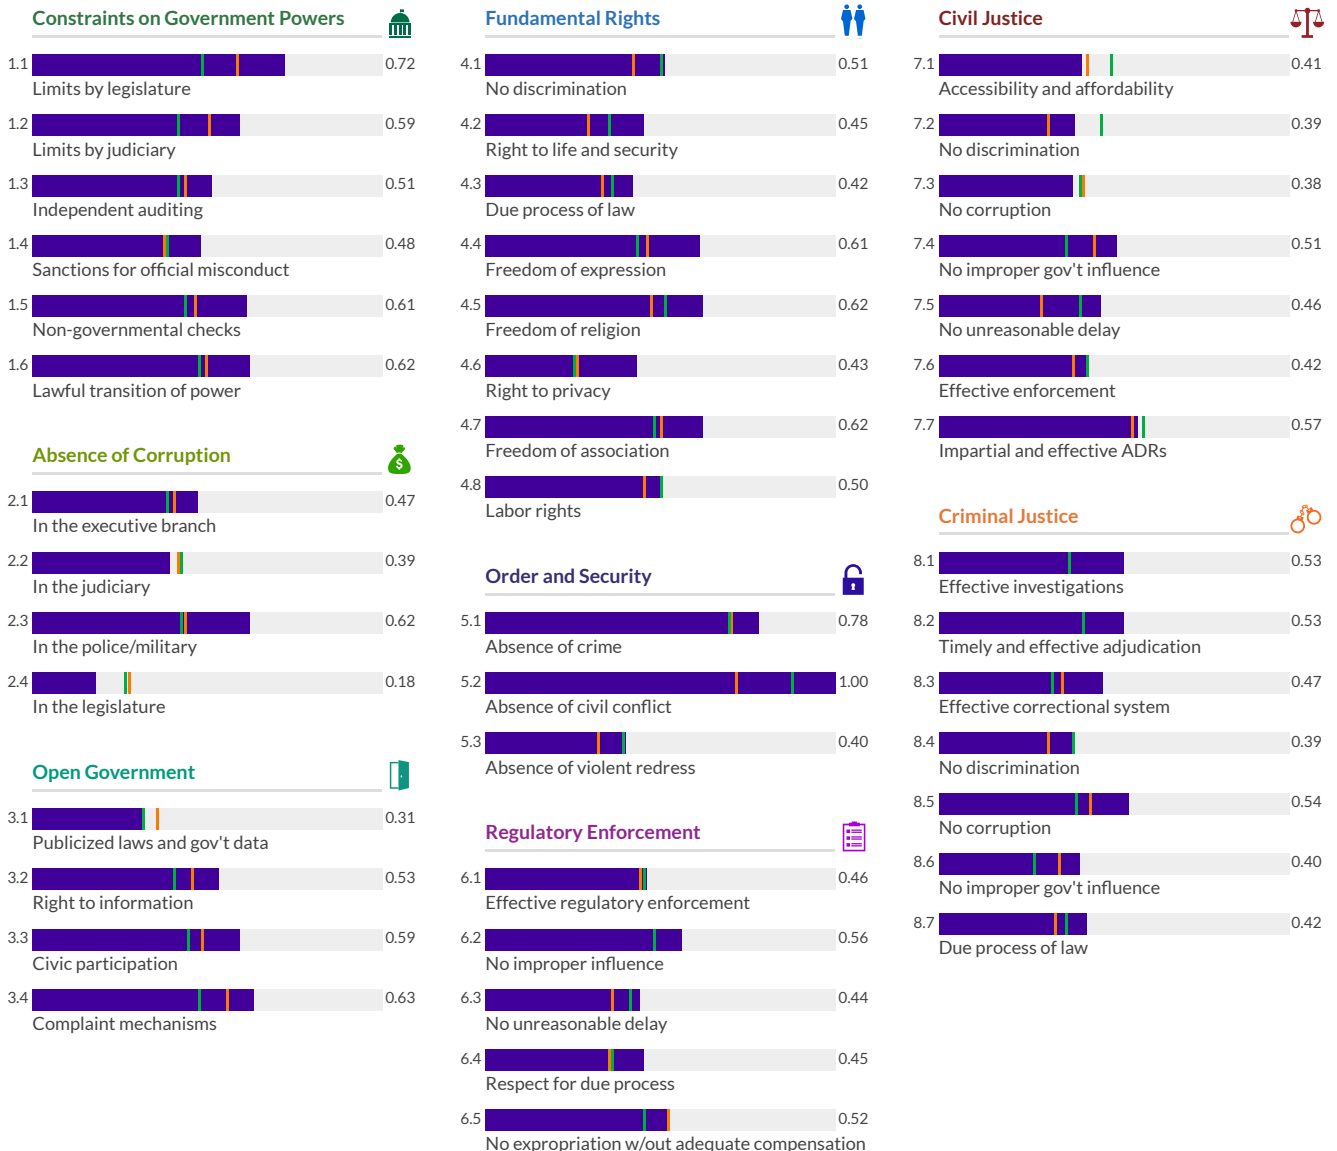 Constraints on Government Powers
1.1 0.72
Limits by legislature
1.2 0.59
Limits by judiciary
1.3 0.51
Independent auditing
1.4 0.48
Sanctions for official misconduct
1.5 0.61
Non-governmental checks
1.6 0.62
Lawful transition of power
Absence of Corruption
$
2.1 0.47
In the executive branch
2.2 0.39
In the judiciary
2.3 0.62
In the police/military
2.4 0.18
In the legislature
Open Government
3.1 0.31
Publicized laws and gov't data
3.2 0.53
Right to information
3.3 0.59
Civic participation
3.4 0.63
Complaint mechanisms
Fundamental Rights
4.1 0.51
No discrimination
4.2 0.45
Right to life and security
4.3 0.42
Due process of law
4.4 0.61
Freedom of expression
4.5 0.62
Freedom of religion
4.6 0.43
Right to privacy
4.7 0.62
Freedom of association
4.8 0.50
Labor rights
Order and Security
5.1 0.78
Absence of crime
5.2 1.00
Absence of civil conflict
5.3 0.40
Absence of violent redress
Regulatory Enforcement
6.1 0.46
Effective regulatory enforcement
6.2 0.56
No improper influence
6.3 0.44
No unreasonable delay
6.4 0.45
Respect for due process
6.5 0.52
No expropriation w/out adequate compensation
Civil Justice
7.1 0.41
Accessibility and affordability
7.2 0.39
No discrimination
7.3 0.38
No corruption
7.4 0.51
No improper gov't influence
7.5 0.46
No unreasonable delay
7.6 0.42
Effective enforcement
7.7 0.57
Impartial and effective ADRs
Criminal Justice
8.1 0.53
Effective investigations
8.2 0.53
Timely and effective adjudication
8.3 0.47
Effective correctional system
8.4 0.39
No discrimination
8.5 0.54
No corruption
8.6 0.40
No improper gov't influence
8.7 0.42
Due process of law